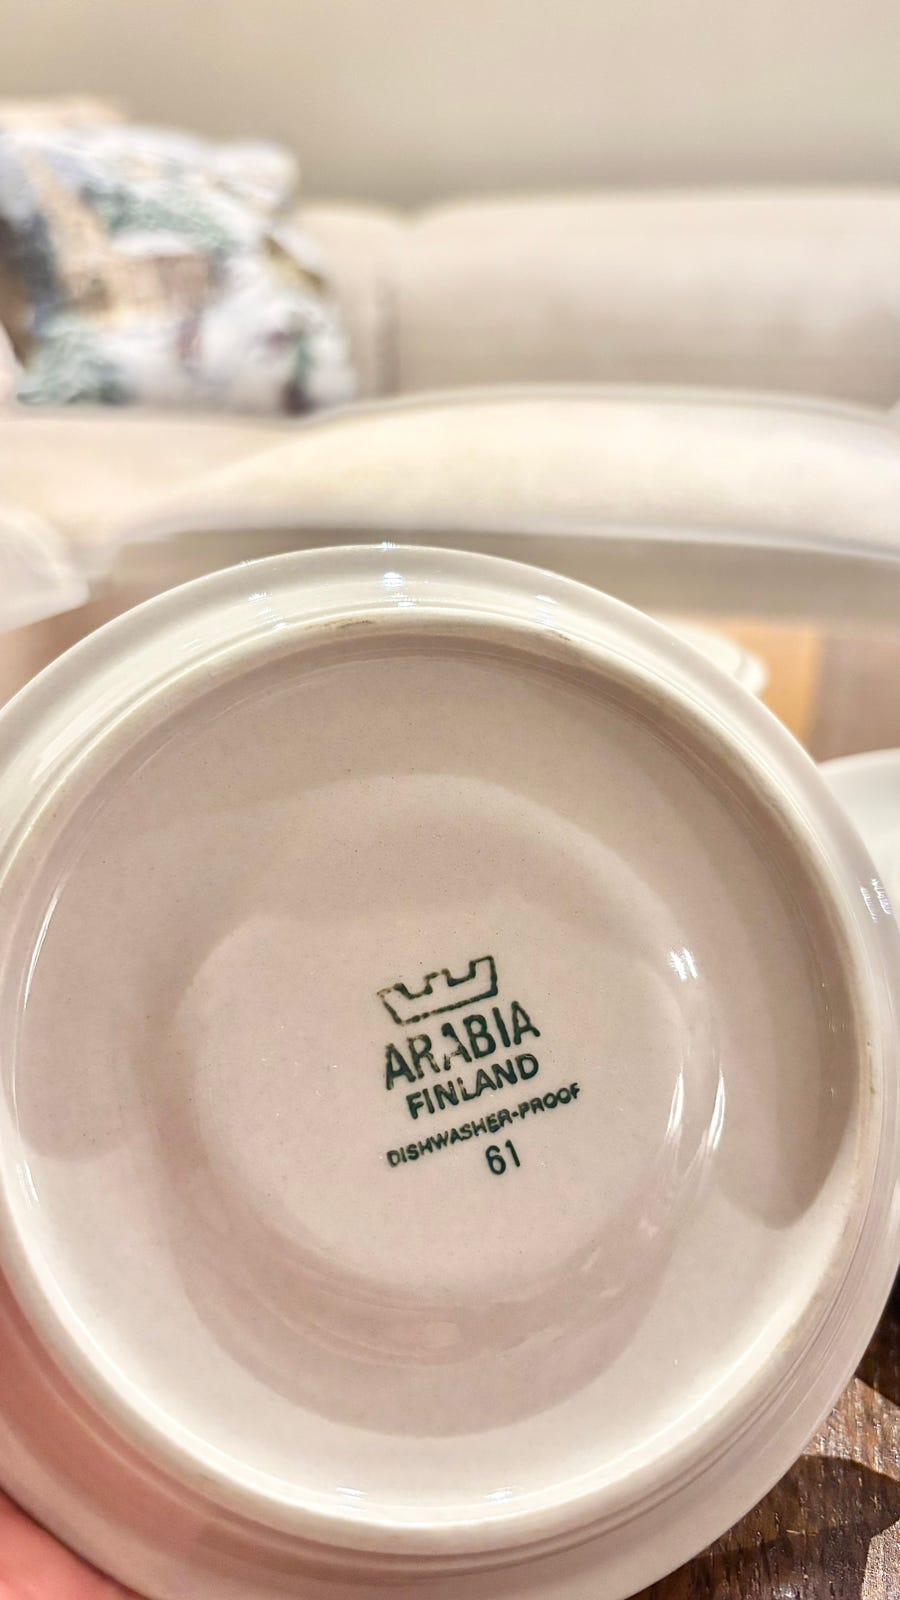 ARABIA
FINLAND
DISHWASHER-PROOF
61